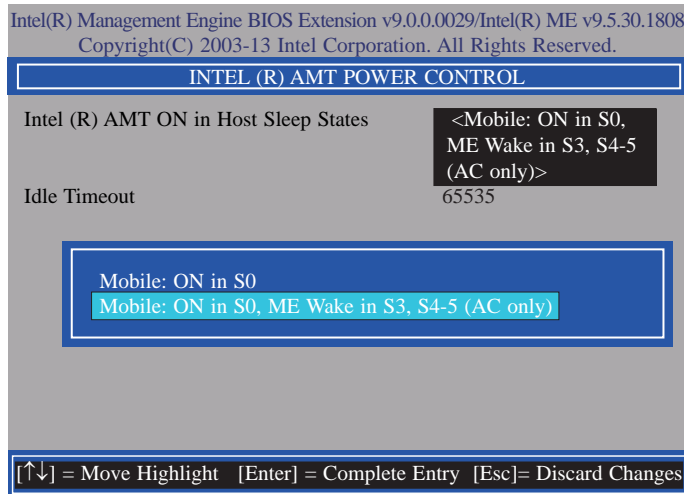 Intel(R) Management Engine BIOS Extension v9.0.0.0029/Intel(R) ME v9.5.30.1808
Copyright(C) 2003-13 Intel Corporation. All Rights Reserved.
INTEL (R) AMT POWER CONTROL
Intel (R) AMT ON in Host Sleep States
<Mobile: ON in S0,
ME Wake in S3, S4-5
(AC only)>
Idle Timeout
65535
Mobile: ON in S0
Mobile: ON in S0, ME Wake in S3, S4-5 (AC only)
[↑↓] = Move Highlight [Enter] = Complete Entry [Esc]= Discard Changes